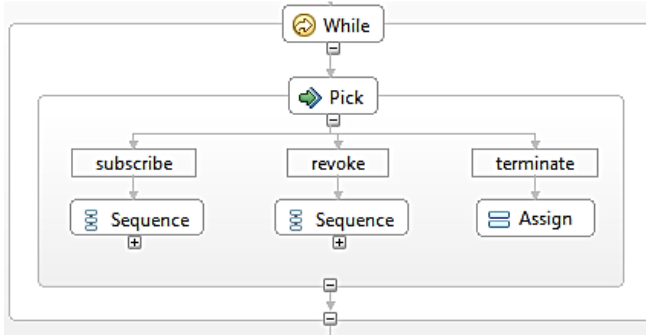 While
Pick
subscribe revoke terminate
Sequence Sequence Assign